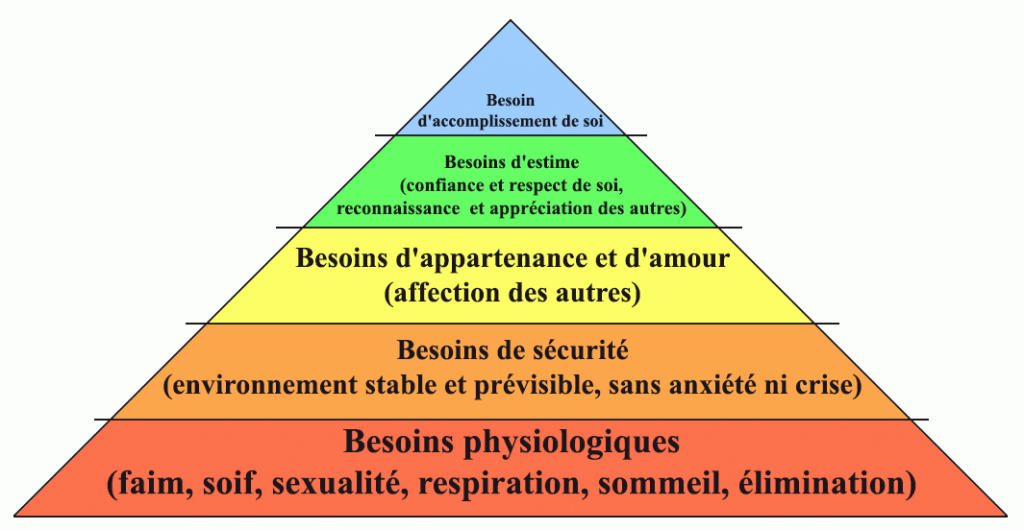 Besoin
d'accomplissement de soi
Besoins d'estime
(confiance et respect de soi,
reconnaissance et appréciation des autres)
Besoins d'appartenance et d'amour
(affection des autres)
Besoins de sécurité
(environnement stable et prévisible, sans anxiété ni crise)
Besoins physiologiques
(faim, soif, sexualité, respiration, sommeil, élimination)